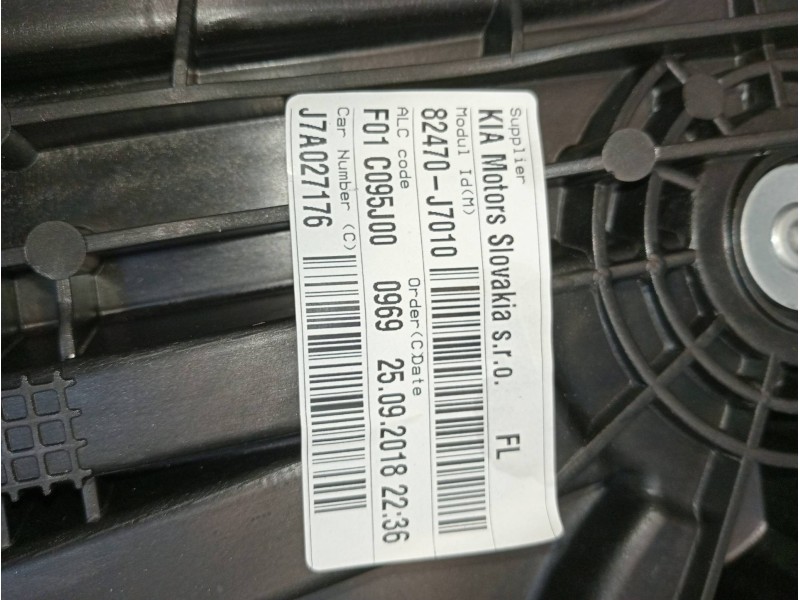 Supplier
KIA Motors Slovakia s.r.o. FL
Modul Id(M)
82470-J7010
ALC code Order(C)Date
F01 C095J00 0969 25.09.2018 22:36
Car Number (C)
J7A027176